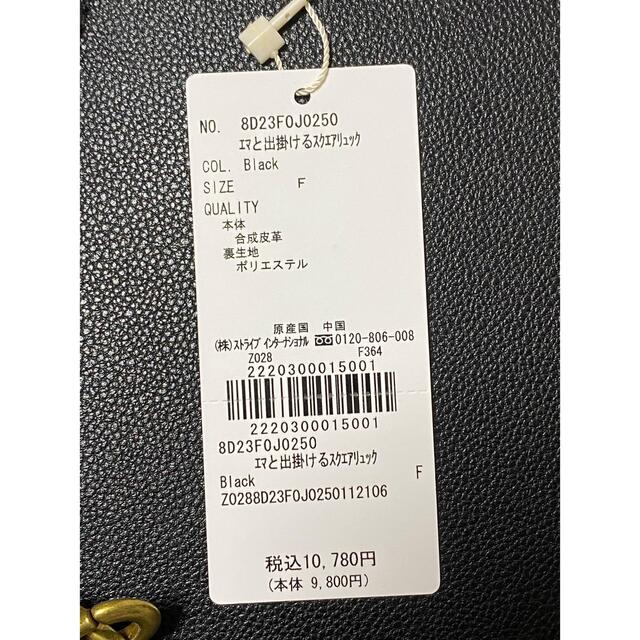 NO. 8D23F0J0250
ｴﾏと出掛けるｽｸｴｱﾘｭｯｸ
COL. Black
SIZE F
QUALITY
本体
合成皮革
裏生地
ポリエステル
原産国 中国
(株)ｽﾄﾗｲﾌﾟ ｲﾝﾀｰﾅｼｮﾅﾙ 0120-806-008
Z028 F364
2220300015001
2220300015001
8D23F0J0250
ｴﾏと出掛けるｽｸｴｱﾘｭｯｸ
Black F
Z0288D23F0J0250112106
税込10,780円
(本体 9,800円)